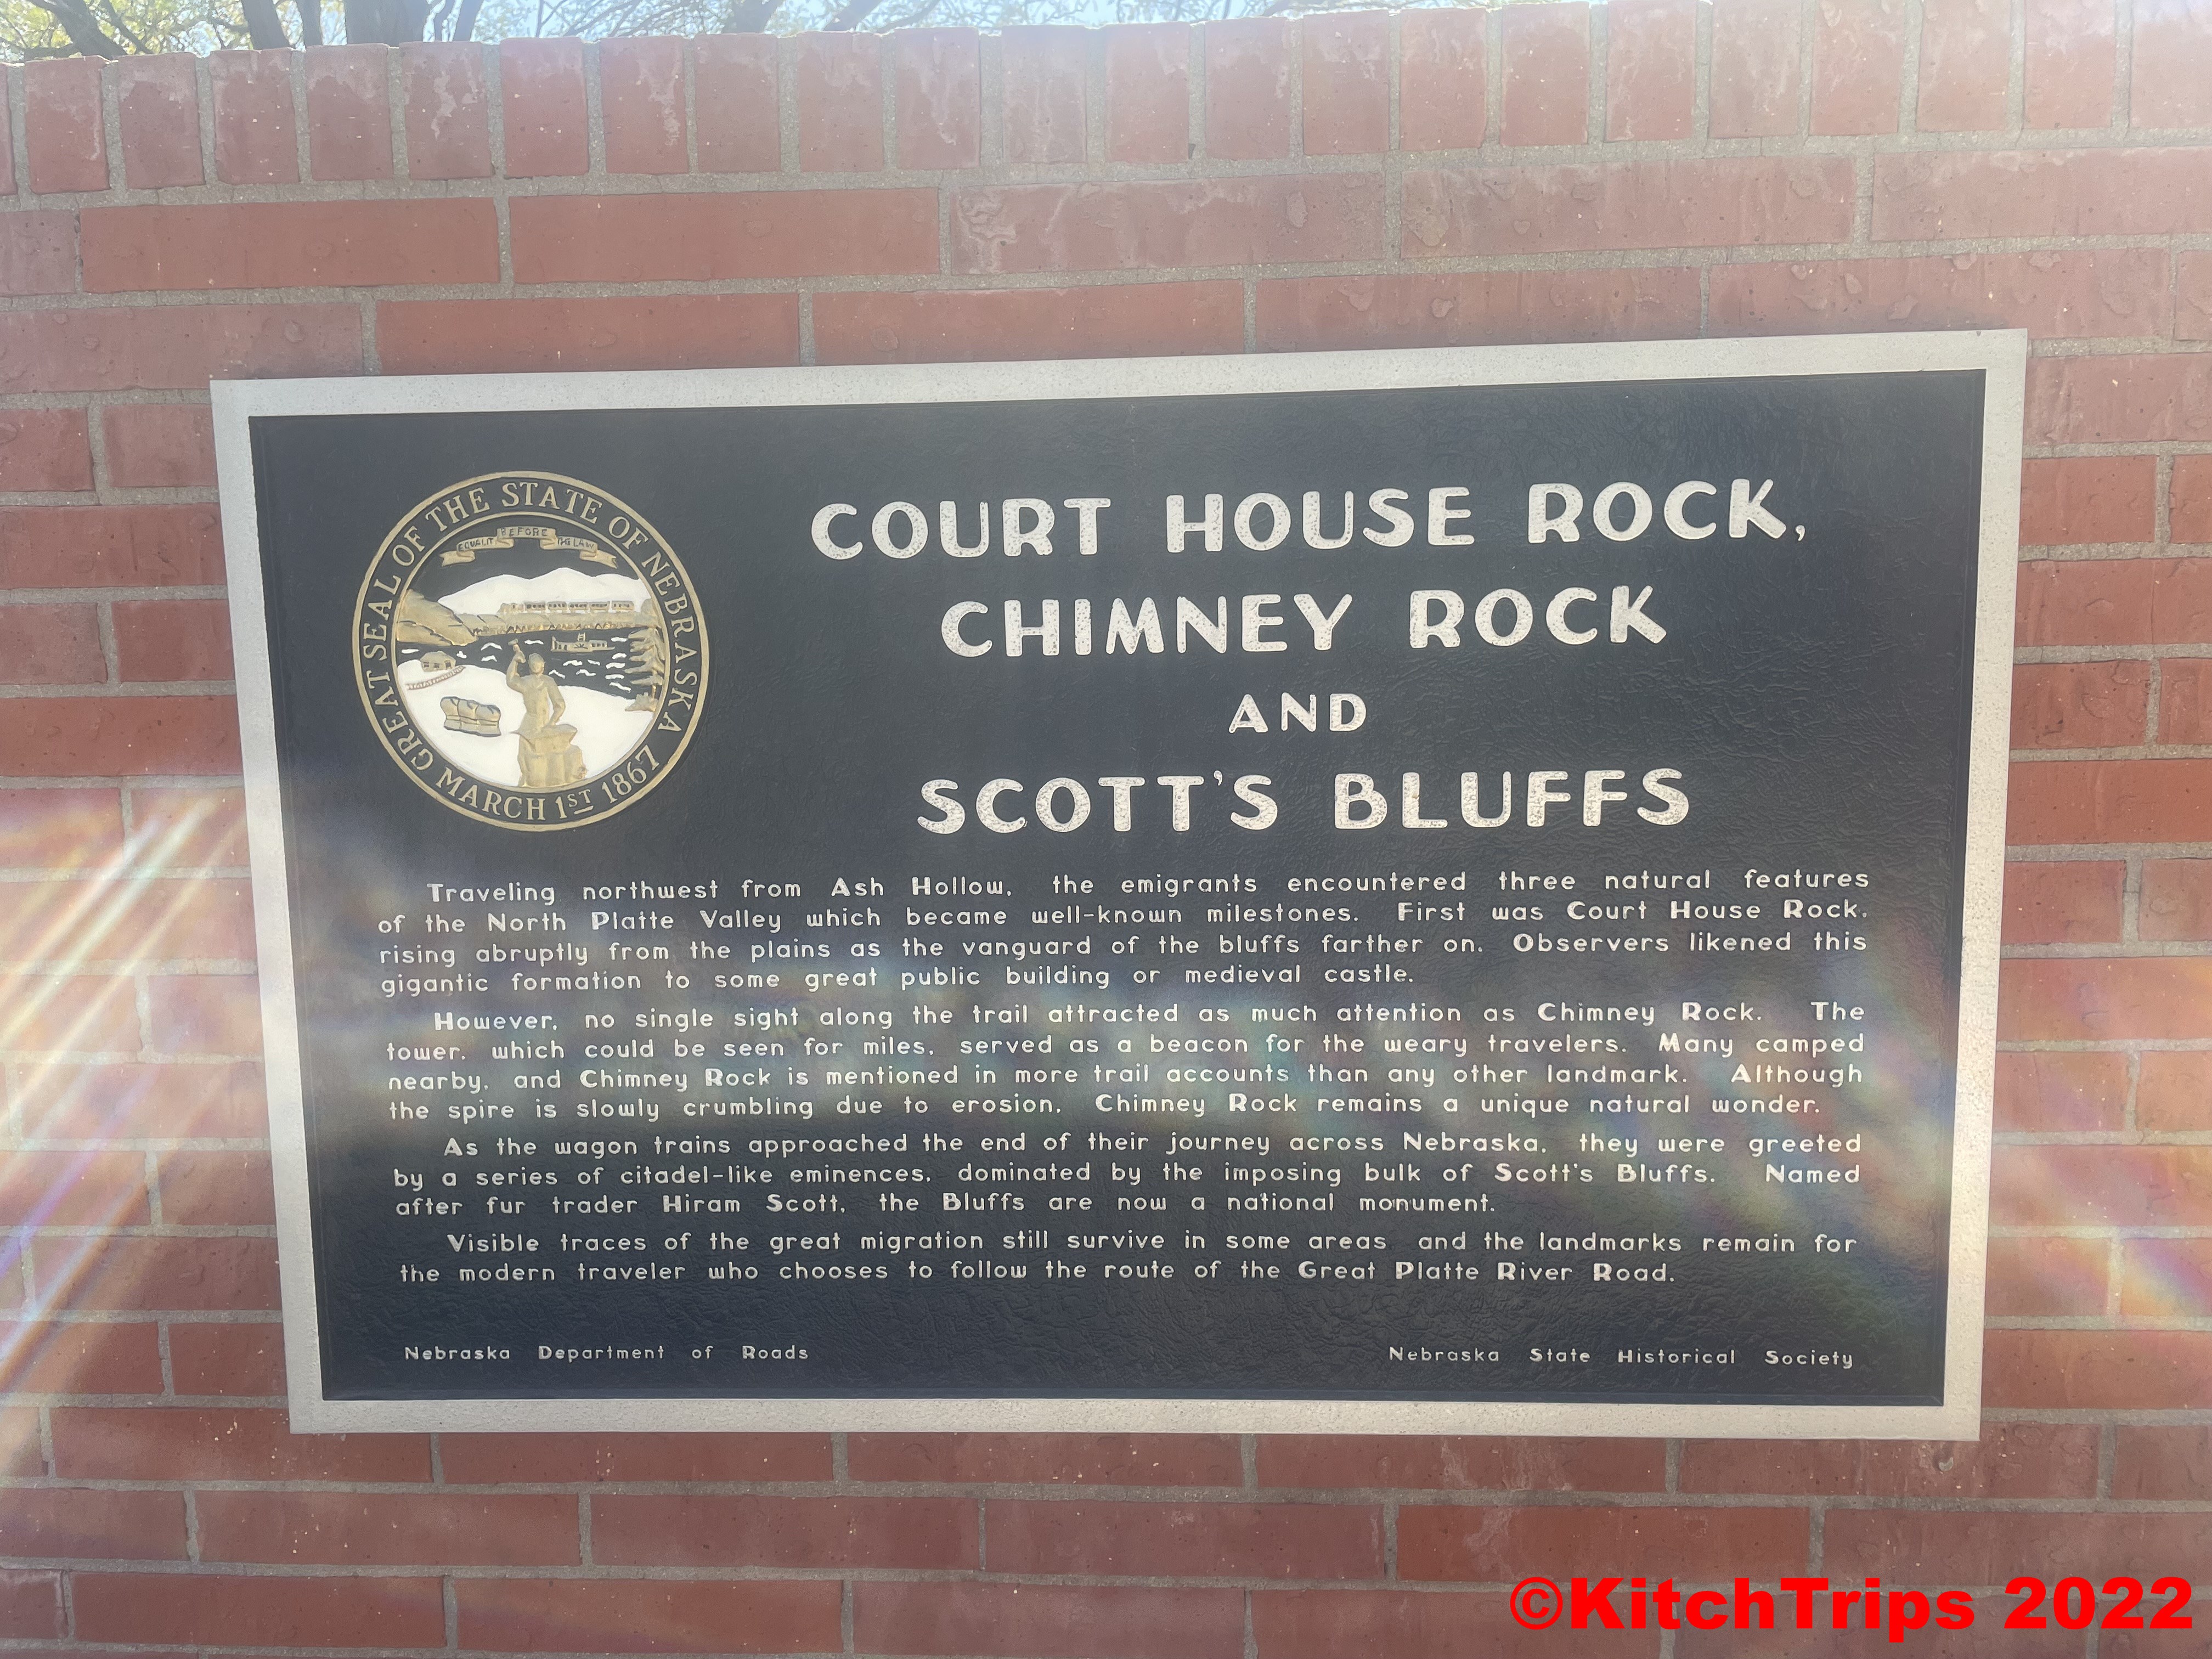 GREAT SEAL OF THE STATE OF NEBRASKA
EQUALITY BEFORE THE LAW
MARCH 1ST 1867
COURT HOUSE ROCK,
CHIMNEY ROCK
AND
SCOTT'S BLUFFS
Traveling northwest from Ash Hollow, the emigrants encountered three natural features
of the North Platte Valley which became well-known milestones. First was Court House Rock,
rising abruptly from the plains as the vanguard of the bluffs farther on. Observers likened this
gigantic formation to some great public building or medieval castle.
However, no single sight along the trail attracted as much attention as Chimney Rock. The
tower, which could be seen for miles, served as a beacon for the weary travelers. Many camped
nearby, and Chimney Rock is mentioned in more trail accounts than any other landmark. Although
the spire is slowly crumbling due to erosion, Chimney Rock remains a unique natural wonder.
As the wagon trains approached the end of their journey across Nebraska, they were greeted
by a series of citadel-like eminences, dominated by the imposing bulk of Scott's Bluffs. Named
after fur trader Hiram Scott, the Bluffs are now a national monument.
Visible traces of the great migration still survive in some areas and the landmarks remain for
the modern traveler who chooses to follow the route of the Great Platte River Road.
Nebraska Department of Roads
Nebraska State Historical Society
©KitchTrips 2022